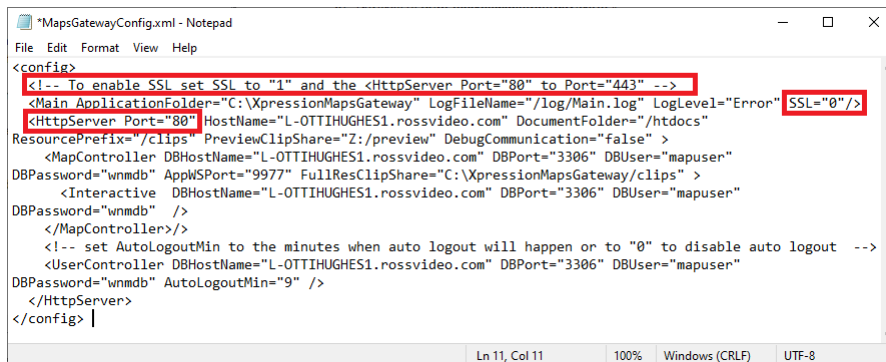 *MapsGatewayConfig.xml - Notepad
File Edit Format View Help
<config>
<!-- To enable SSL set SSL to "1" and the <HttpServer Port="80" to Port="443" -->
<Main ApplicationFolder="C:\XpressionMapsGateway" LogFileName="/log/Main.log" LogLevel="Error" SSL="0"/>
<HttpServer Port="80" HostName="L-OTTIHUGHES1.rossvideo.com" DocumentFolder="/htdocs"
ResourcePrefix="/clips" PreviewClipShare="Z:/preview" DebugCommunication="false" >
<MapController DBHostName="L-OTTIHUGHES1.rossvideo.com" DBPort="3306" DBUser="mapuser"
DBPassword="wnmdb" AppWSPort="9977" FullResClipShare="C:\XpressionMapsGateway/clips" >
<Interactive  DBHostName="L-OTTIHUGHES1.rossvideo.com" DBPort="3306" DBUser="mapuser"
DBPassword="wnmdb"  />
</MapController>/>
<!-- set AutoLogoutMin to the minutes when auto logout will happen or to "0" to disable auto logout  -->
<UserController DBHostName="L-OTTIHUGHES1.rossvideo.com" DBPort="3306" DBUser="mapuser"
DBPassword="wnmdb" AutoLogoutMin="9" />
</HttpServer>
</config>
Ln 11, Col 11 100% Windows (CRLF) UTF-8